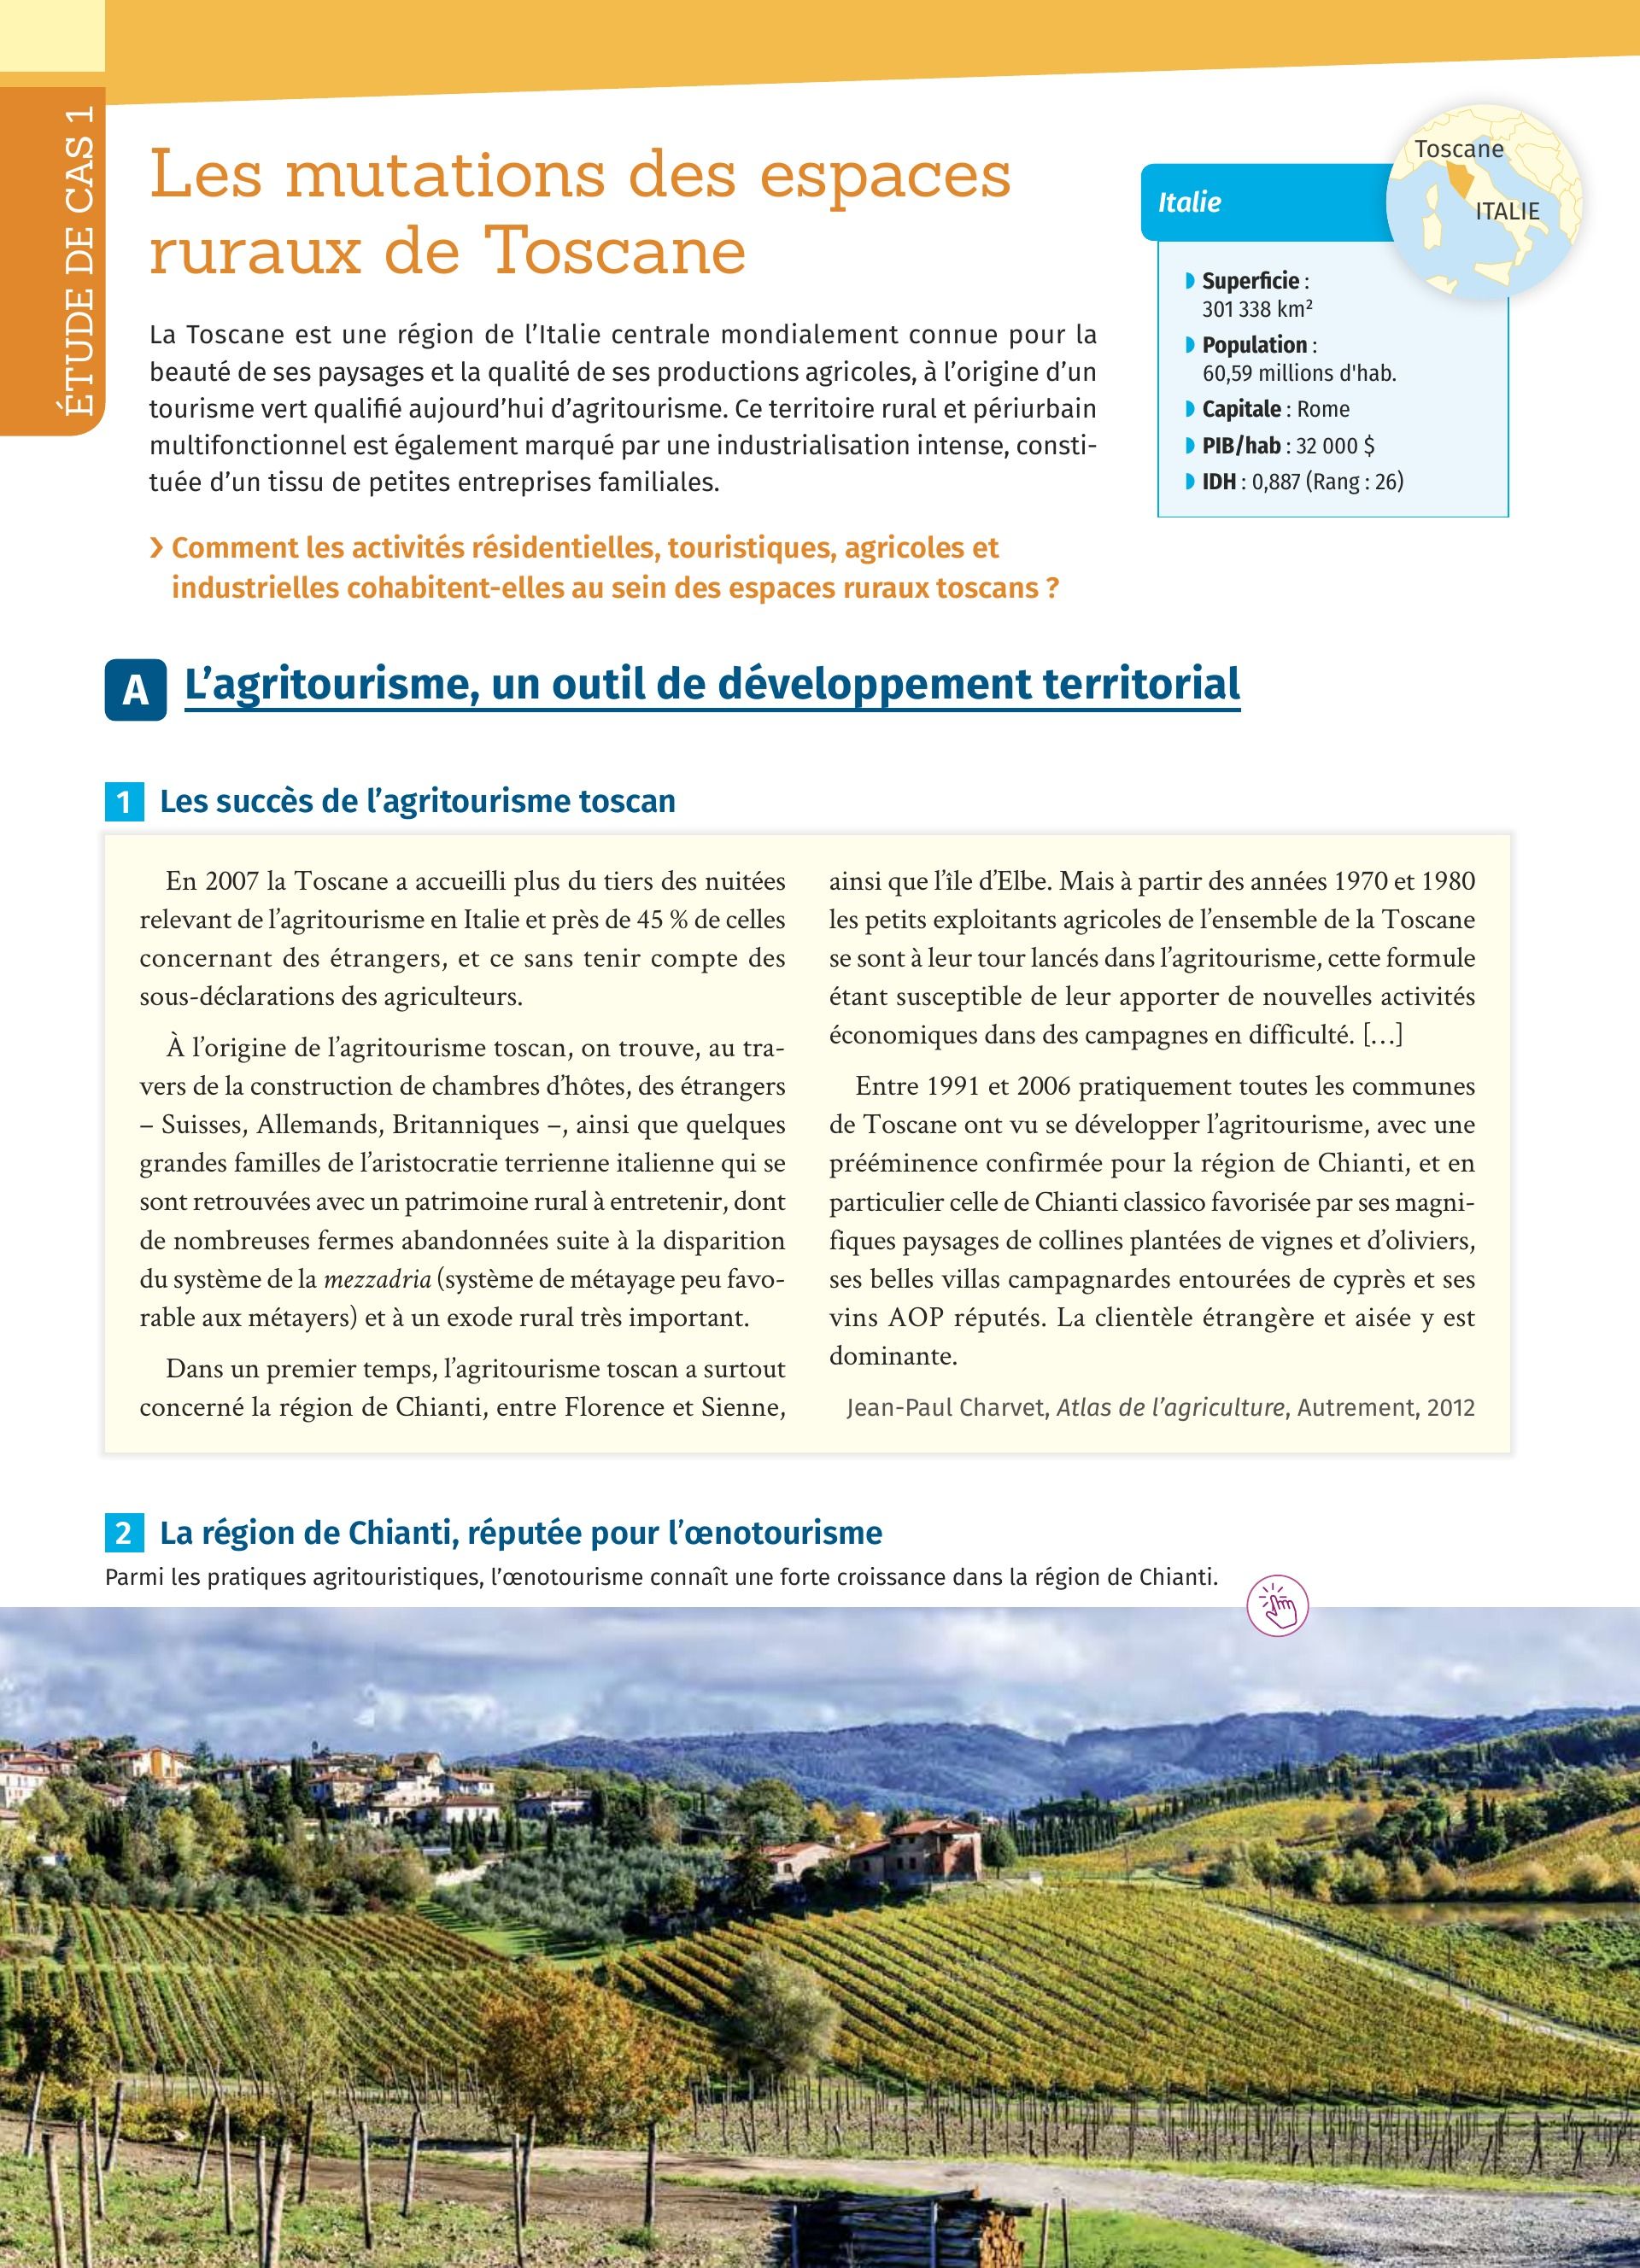 ÉTUDE DE CAS 1
Les mutations des espaces
ruraux de Toscane
La Toscane est une région de l’Italie centrale mondialement connue pour la
beauté de ses paysages et la qualité de ses productions agricoles, à l’origine d’un
tourisme vert qualifié aujourd’hui d’agritourisme. Ce territoire rural et périurbain
multifonctionnel est également marqué par une industrialisation intense, consti-
tuée d’un tissu de petites entreprises familiales.
❯ Comment les activités résidentielles, touristiques, agricoles et
industrielles cohabitent-elles au sein des espaces ruraux toscans ?
Toscane
ITALIE
Italie
Superficie :
301 338 km²
Population :
60,59 millions d'hab.
Capitale : Rome
PIB/hab : 32 000 $
IDH : 0,887 (Rang : 26)
A L’agritourisme, un outil de développement territorial
1 Les succès de l’agritourisme toscan
En 2007 la Toscane a accueilli plus du tiers des nuitées
relevant de l’agritourisme en Italie et près de 45 % de celles
concernant des étrangers, et ce sans tenir compte des
sous-déclarations des agriculteurs.
À l’origine de l’agritourisme toscan, on trouve, au tra-
vers de la construction de chambres d’hôtes, des étrangers
– Suisses, Allemands, Britanniques –, ainsi que quelques
grandes familles de l’aristocratie terrienne italienne qui se
sont retrouvées avec un patrimoine rural à entretenir, dont
de nombreuses fermes abandonnées suite à la disparition
du système de la mezzadria (système de métayage peu favo-
rable aux métayers) et à un exode rural très important.
Dans un premier temps, l’agritourisme toscan a surtout
concerné la région de Chianti, entre Florence et Sienne,
ainsi que l’île d’Elbe. Mais à partir des années 1970 et 1980
les petits exploitants agricoles de l’ensemble de la Toscane
se sont à leur tour lancés dans l’agritourisme, cette formule
étant susceptible de leur apporter de nouvelles activités
économiques dans des campagnes en difficulté. […]
Entre 1991 et 2006 pratiquement toutes les communes
de Toscane ont vu se développer l’agritourisme, avec une
prééminence confirmée pour la région de Chianti, et en
particulier celle de Chianti classico favorisée par ses magni-
fiques paysages de collines plantées de vignes et d’oliviers,
ses belles villas campagnardes entourées de cyprès et ses
vins AOP réputés. La clientèle étrangère et aisée y est
dominante.
Jean-Paul Charvet, Atlas de l’agriculture, Autrement, 2012
2 La région de Chianti, réputée pour l’œnotourisme
Parmi les pratiques agritouristiques, l’œnotourisme connaît une forte croissance dans la région de Chianti.